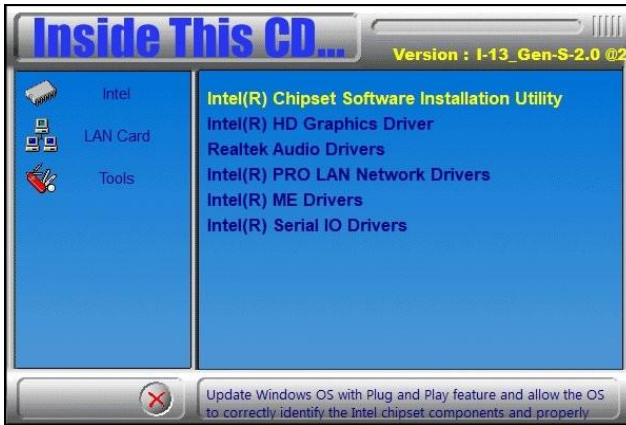 Inside This CD...
Version : I-13_Gen-S-2.0 @2
Intel
LAN Card
Tools
Intel(R) Chipset Software Installation Utility
Intel(R) HD Graphics Driver
Realtek Audio Drivers
Intel(R) PRO LAN Network Drivers
Intel(R) ME Drivers
Intel(R) Serial IO Drivers
Update Windows OS with Plug and Play feature and allow the OS
to correctly identify the Intel chipset components and properly